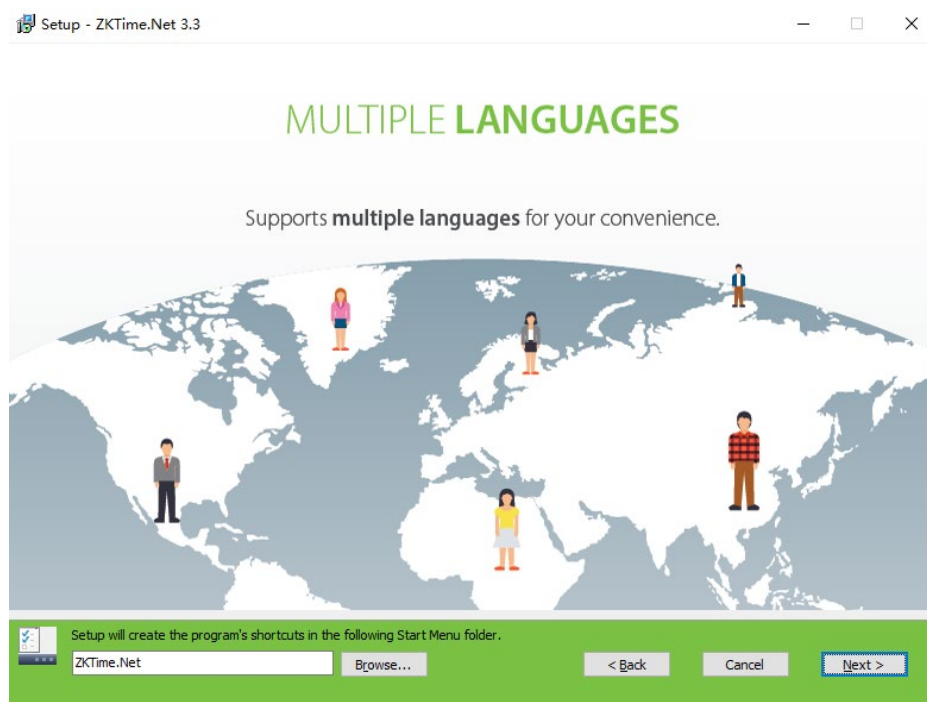 Setup - ZKTime.Net 3.3
MULTIPLE LANGUAGES
Supports multiple languages for your convenience.
Setup will create the program's shortcuts in the following Start Menu folder.
ZKTime.Net
Browse...
< Back
Cancel
Next >